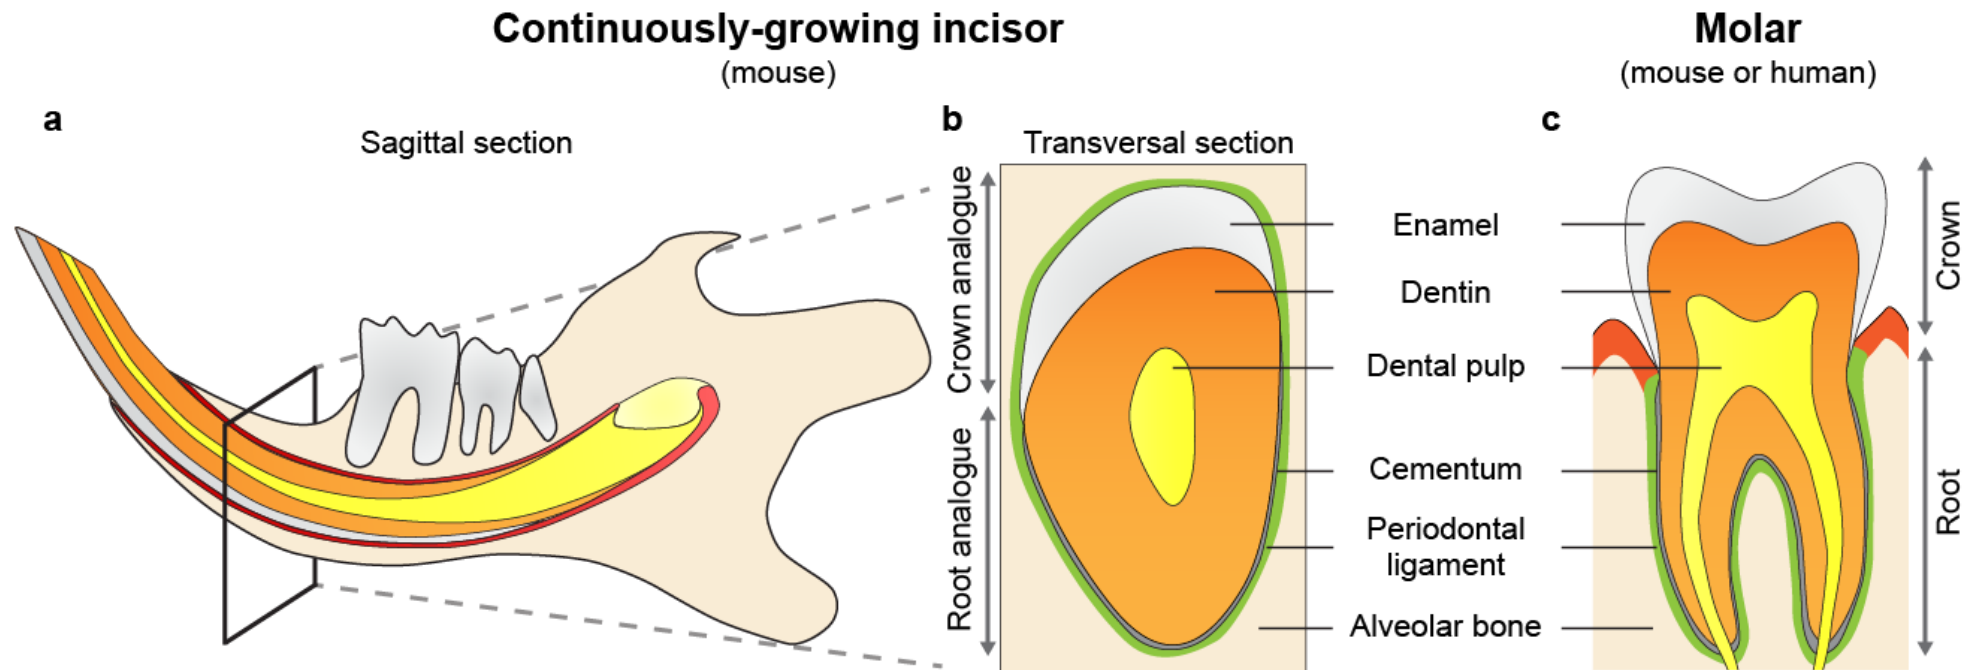 Continuously-growing incisor
(mouse)
Molar
(mouse or human)
a
Sagittal section
b
Transversal section
c
Crown analogue
Root analogue
Enamel
Dentin
Dental pulp
Cementum
Periodontal
ligament
Alveolar bone
Crown
Root